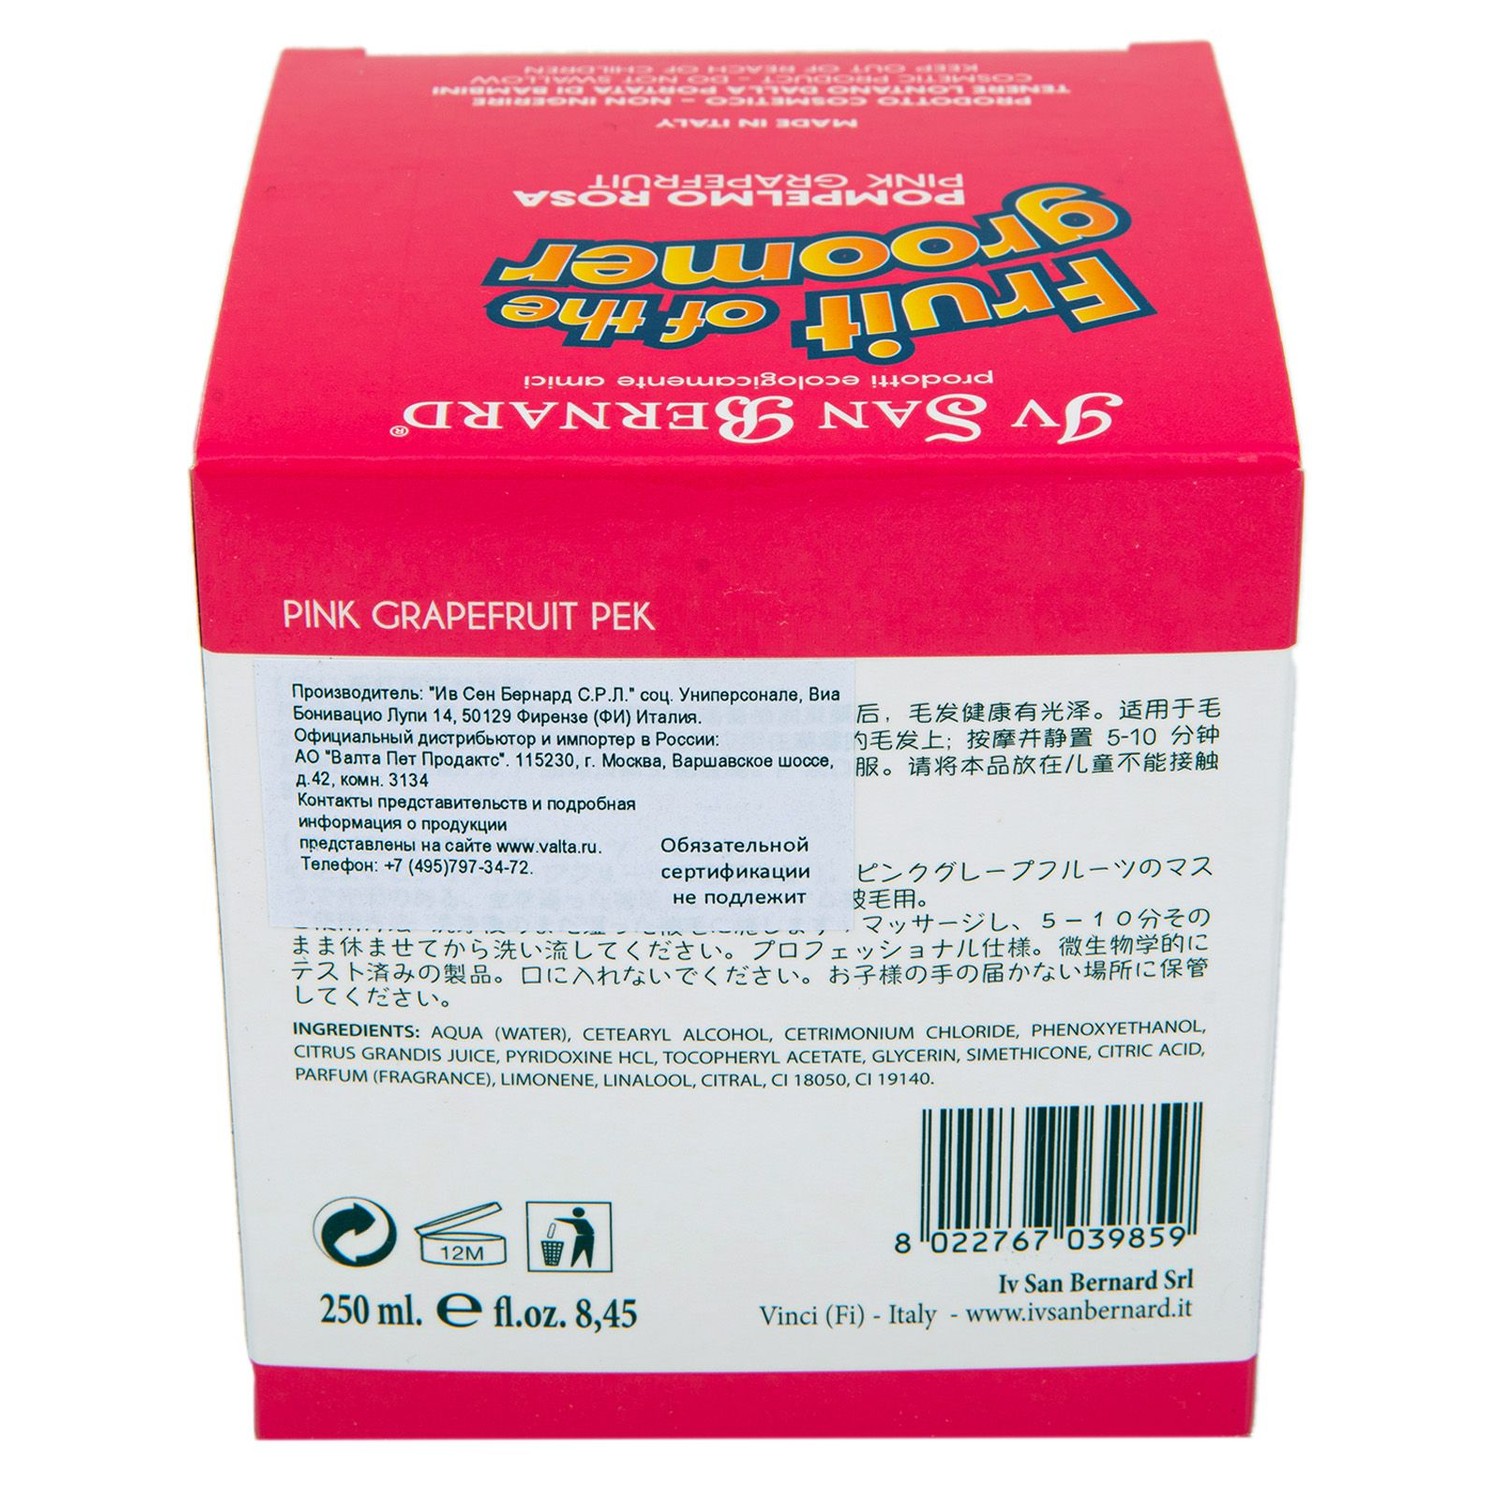 KEEP OUT OF REACH OF CHILDREN
COSMETIC PRODUCT - DO NOT SWALLOW
TENERE LONTANO DALLA PORTATA DI BAMBINI
PRODOTTO COSMETICO - NON INGERIRE
MADE IN ITALY
PINK GRAPEFRUIT
POMPELMO ROSA
groomer
Fruit of the
prodotti ecologicamente amici
IV SAN BERNARD®
PINK GRAPEFRUIT PEK
Производитель: "Ив Сен Бернард С.Р.Л." соц. Униперсонале, Виа
Бонивацио Лупи 14, 50129 Фирензе (ФИ) Италия.
Официальный дистрибьютор и импортер в России:
АО "Валта Пет Продактс". 115230, г. Москва, Варшавское шоссе,
д.42, комн. 3134
Контакты представительств и подробная
информация о продукции
представлены на сайте www.valta.ru.
Телефон: +7 (495)797-34-72.
Обязательной
сертификации
не подлежит
后，毛发健康有光泽。适用于毛
的毛发上；按摩并静置 5-10 分钟
服。请将本品放在儿童不能接触
ピンクグレープフルーツのマス
被毛用。
マッサージし、５－１０分その
まま休ませてから洗い流してください。プロフェッショナル仕様。微生物学的に
テスト済みの製品。口に入れないでください。お子様の手の届かない場所に保管
してください。
INGREDIENTS: AQUA (WATER), CETEARYL ALCOHOL, CETRIMONIUM CHLORIDE, PHENOXYETHANOL,
CITRUS GRANDIS JUICE, PYRIDOXINE HCL, TOCOPHERYL ACETATE, GLYCERIN, SIMETHICONE, CITRIC ACID,
PARFUM (FRAGRANCE), LIMONENE, LINALOOL, CITRAL, CI 18050, CI 19140.
12M
8 022767 039859
250 ml. e fl.oz. 8,45
Iv San Bernard Srl
Vinci (Fi) - Italy - www.ivsanbernard.it